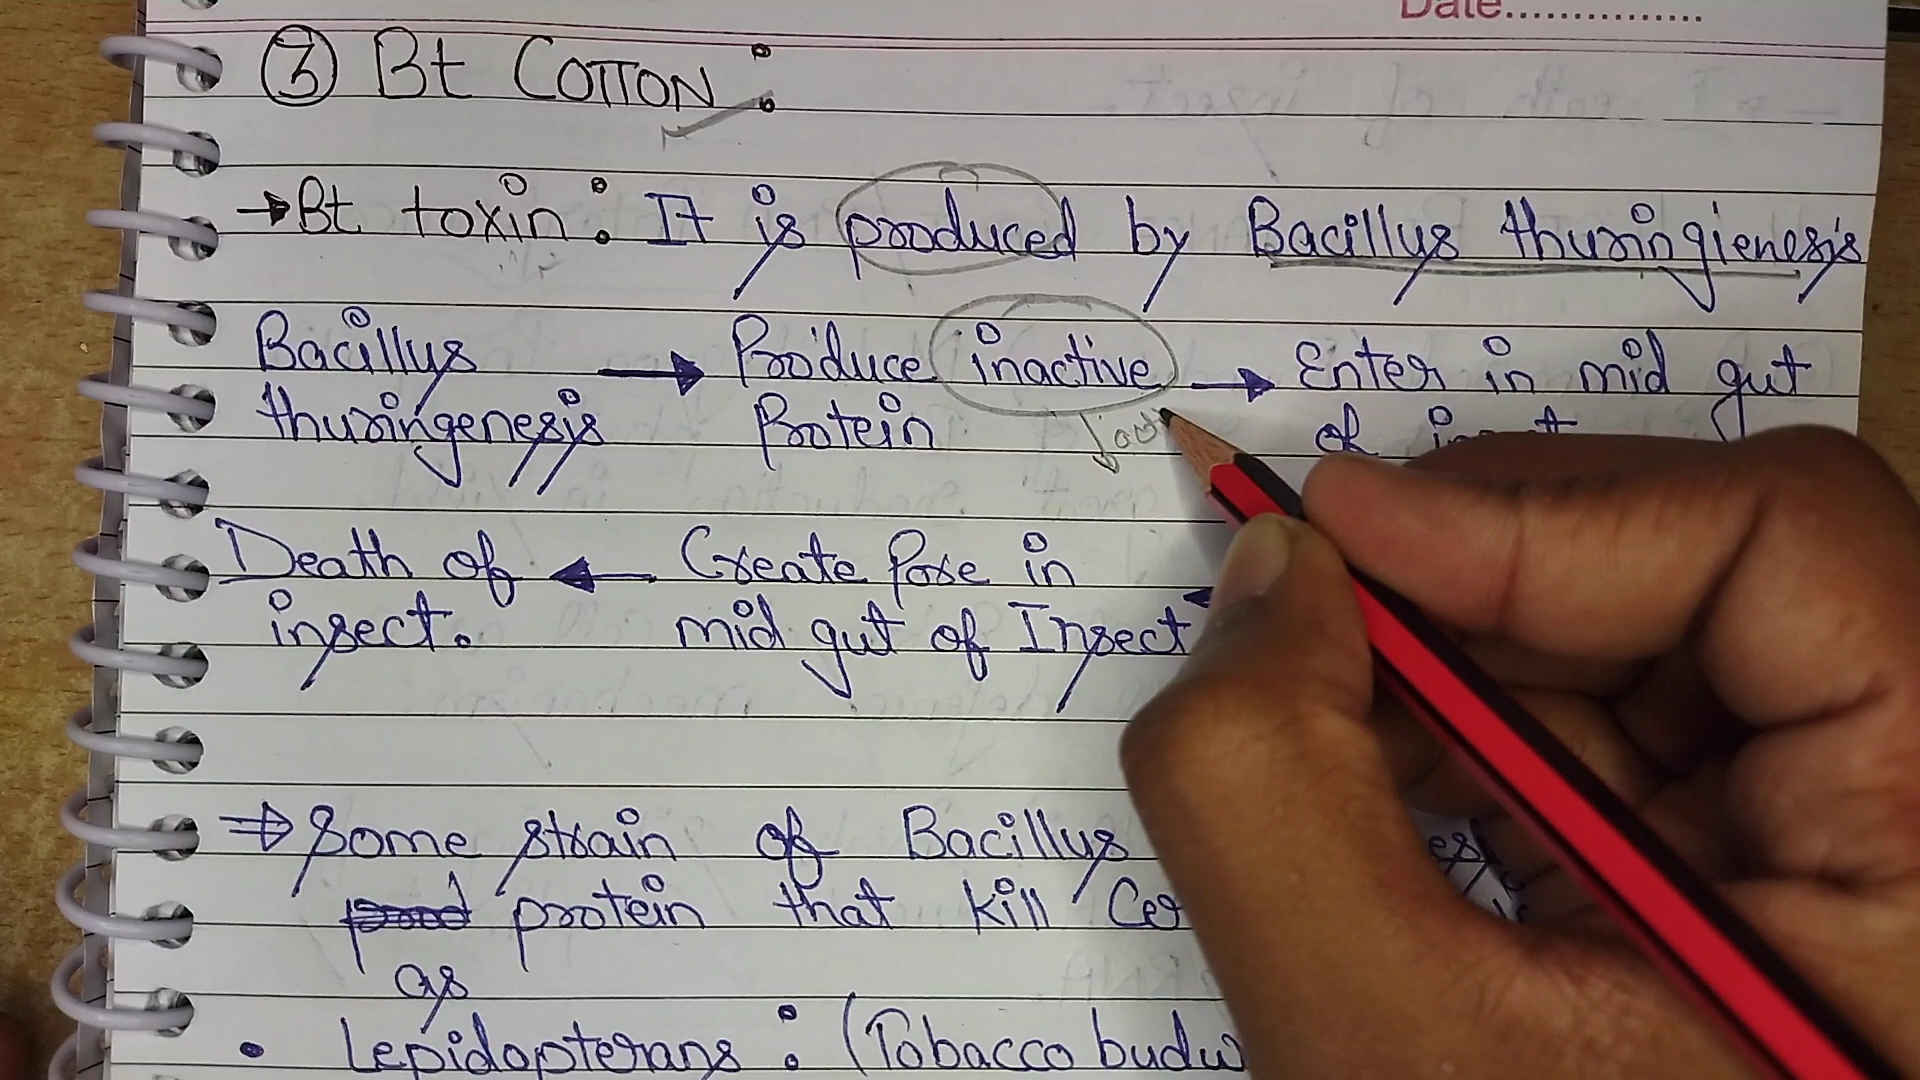 Date................
③ Bt COTTON :
→ Bt toxin : It is produced by Bacillus thuringienesis
Bacillus → Produce inactive → Enter in mid gut
thuringenesis Protein of insect
Death of ← Create Pore in
insect. mid gut of Insect
⇒ Some strain of Bacillus
protein that kill
as
• Lepidopterans : (Tobacco budw